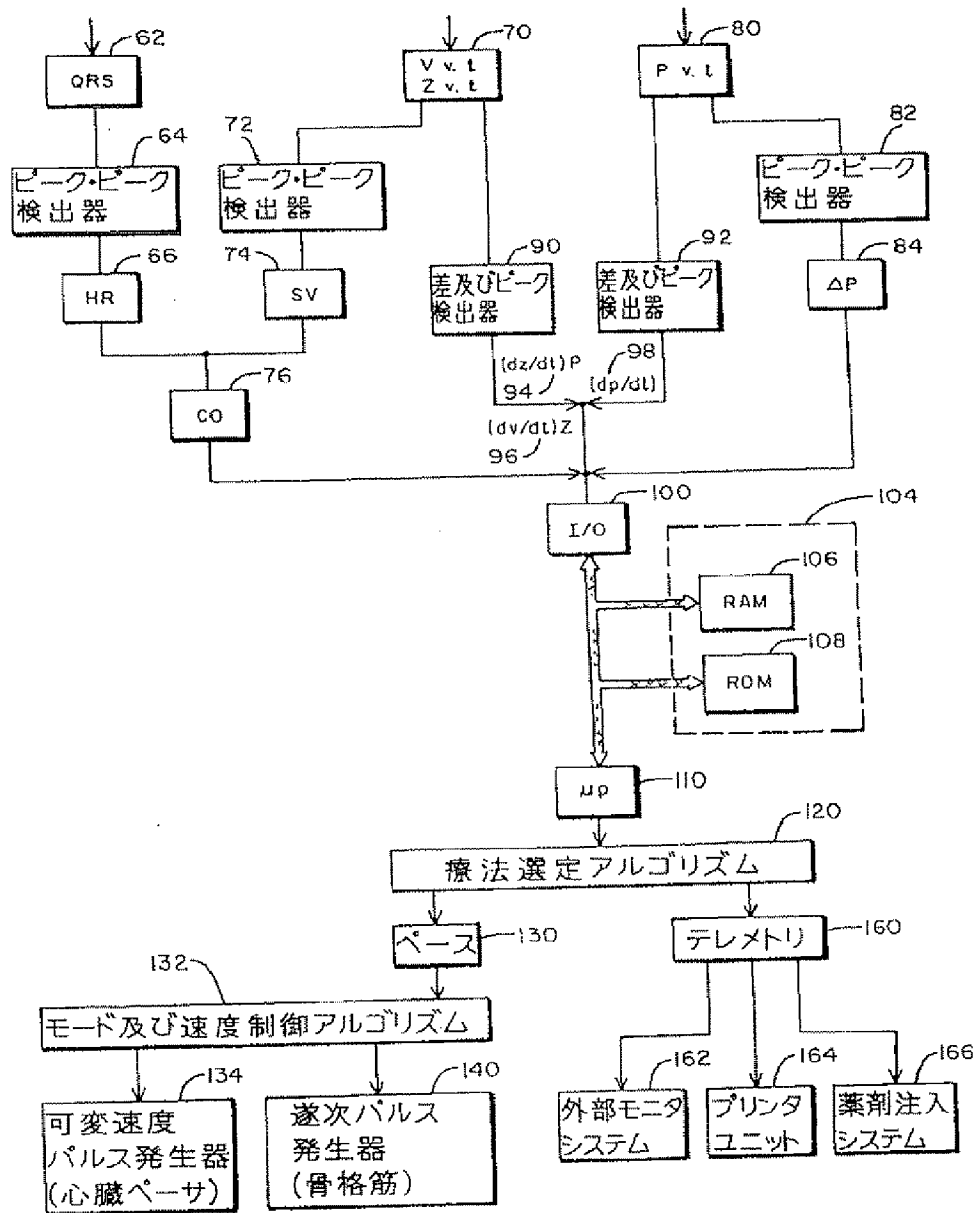 62
QRS
70
V v. t
Z v. t
80
P v. t
64
ピーク・ピーク
検出器
72
ピーク・ピーク
検出器
82
ピーク・ピーク
検出器
66
HR
74
SV
90
差及びピーク
検出器
92
差及びピーク
検出器
84
△P
76
CO
(dz/dt)P
94
98
(dp/dt)
(dv/dt)Z
96
100
I/O
104
106
RAM
108
ROM
110
μp
120
療法選定アルゴリズム
130
ペース
160
テレメトリ
132
モード及び速度制御アルゴリズム
134
可変速度
パルス発生器
(心臓ペーサ)
140
遂次パルス
発生器
(骨格筋)
162
外部モニタ
システム
164
プリンタ
ユニット
166
薬剤注入
システム